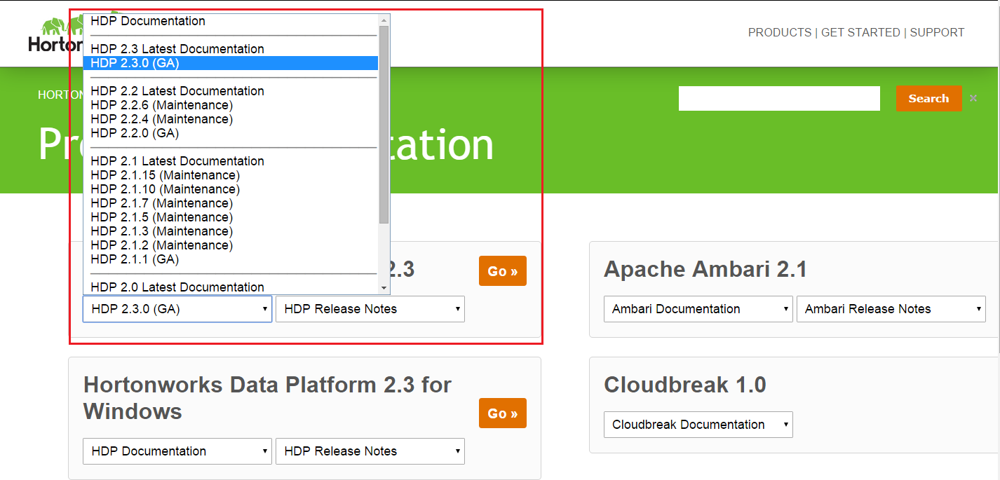 HDP Documentation
HDP 2.3 Latest Documentation
HDP 2.3.0 (GA)
HDP 2.2 Latest Documentation
HDP 2.2.6 (Maintenance)
HDP 2.2.4 (Maintenance)
HDP 2.2.0 (GA)
HDP 2.1 Latest Documentation
HDP 2.1.15 (Maintenance)
HDP 2.1.10 (Maintenance)
HDP 2.1.7 (Maintenance)
HDP 2.1.5 (Maintenance)
HDP 2.1.3 (Maintenance)
HDP 2.1.2 (Maintenance)
HDP 2.1.1 (GA)
HDP 2.0 Latest Documentation
PRODUCTS | GET STARTED | SUPPORT
Search
2.3
Go »
HDP 2.3.0 (GA)
HDP Release Notes
Apache Ambari 2.1
Ambari Documentation
Ambari Release Notes
Hortonworks Data Platform 2.3 for
Windows
Go »
HDP Documentation
HDP Release Notes
Cloudbreak 1.0
Cloudbreak Documentation